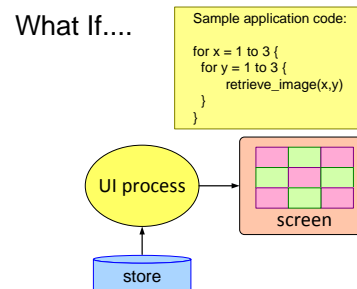 What If....
Sample application code:
for x = 1 to 3 {
for y = 1 to 3 {
retrieve_image(x,y)
}
}
UI process
screen
store